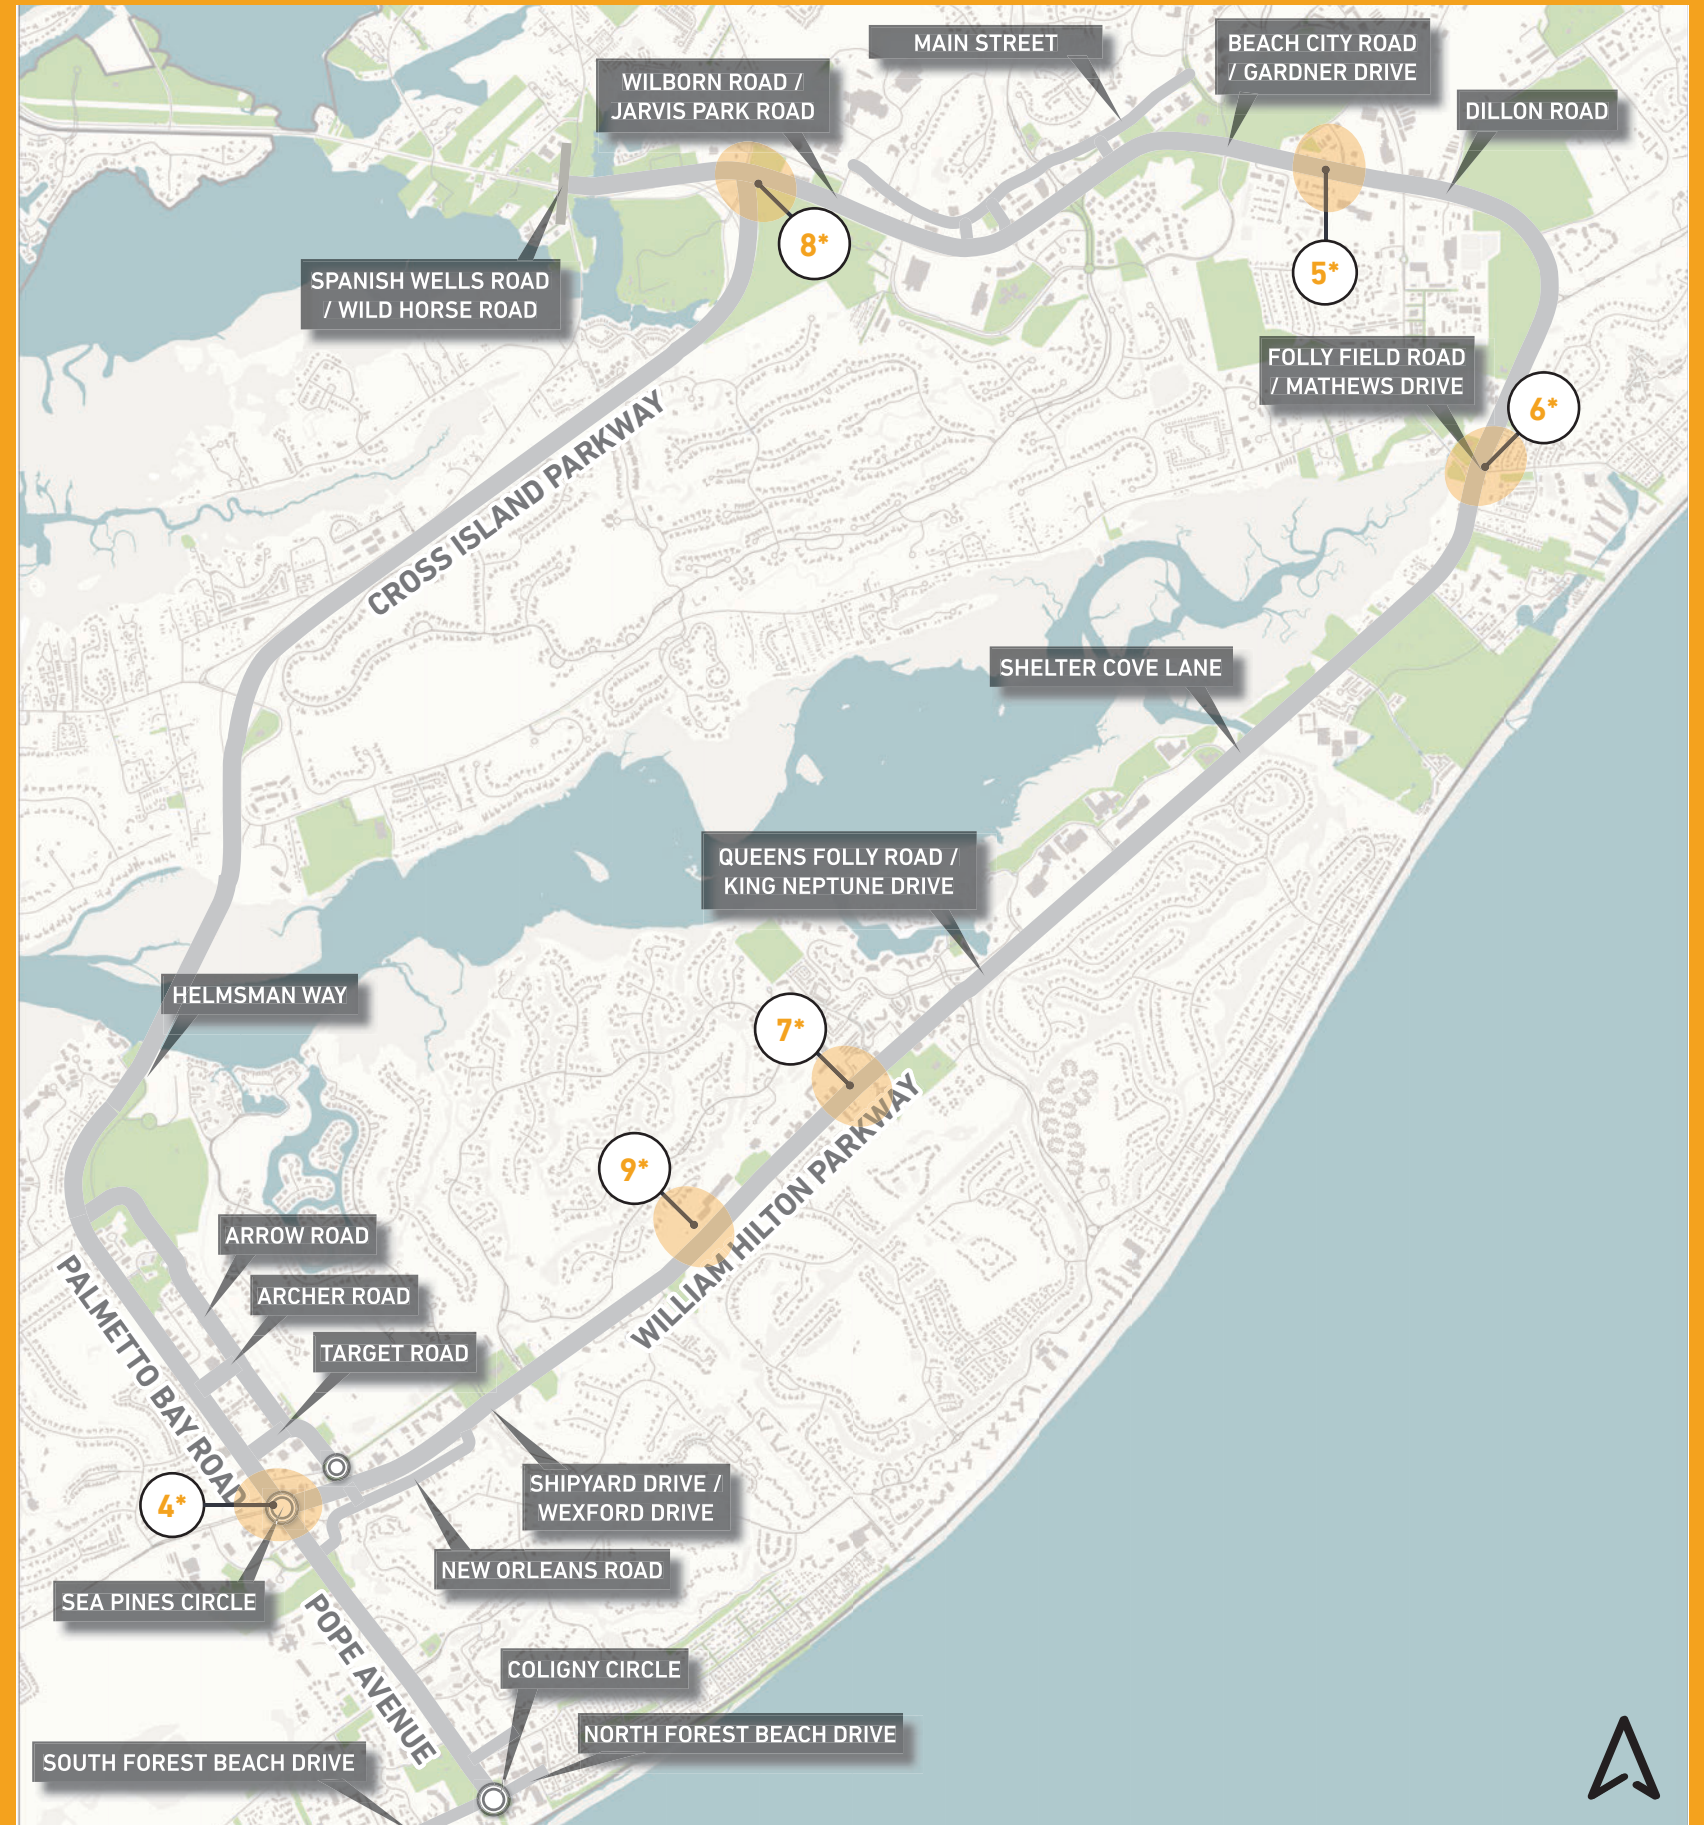 MAIN STREET
BEACH CITY ROAD
/ GARDNER DRIVE
WILBORN ROAD /
JARVIS PARK ROAD
DILLON ROAD
8*
5*
SPANISH WELLS ROAD
/ WILD HORSE ROAD
FOLLY FIELD ROAD
/ MATHEWS DRIVE
6*
CROSS ISLAND PARKWAY
SHELTER COVE LANE
QUEENS FOLLY ROAD /
KING NEPTUNE DRIVE
HELMSMAN WAY
7*
9*
WILLIAM HILTON PARKWAY
ARROW ROAD
ARCHER ROAD
TARGET ROAD
PALMETTO BAY ROAD
4*
SHIPYARD DRIVE /
WEXFORD DRIVE
NEW ORLEANS ROAD
SEA PINES CIRCLE
POPE AVENUE
COLIGNY CIRCLE
NORTH FOREST BEACH DRIVE
SOUTH FOREST BEACH DRIVE